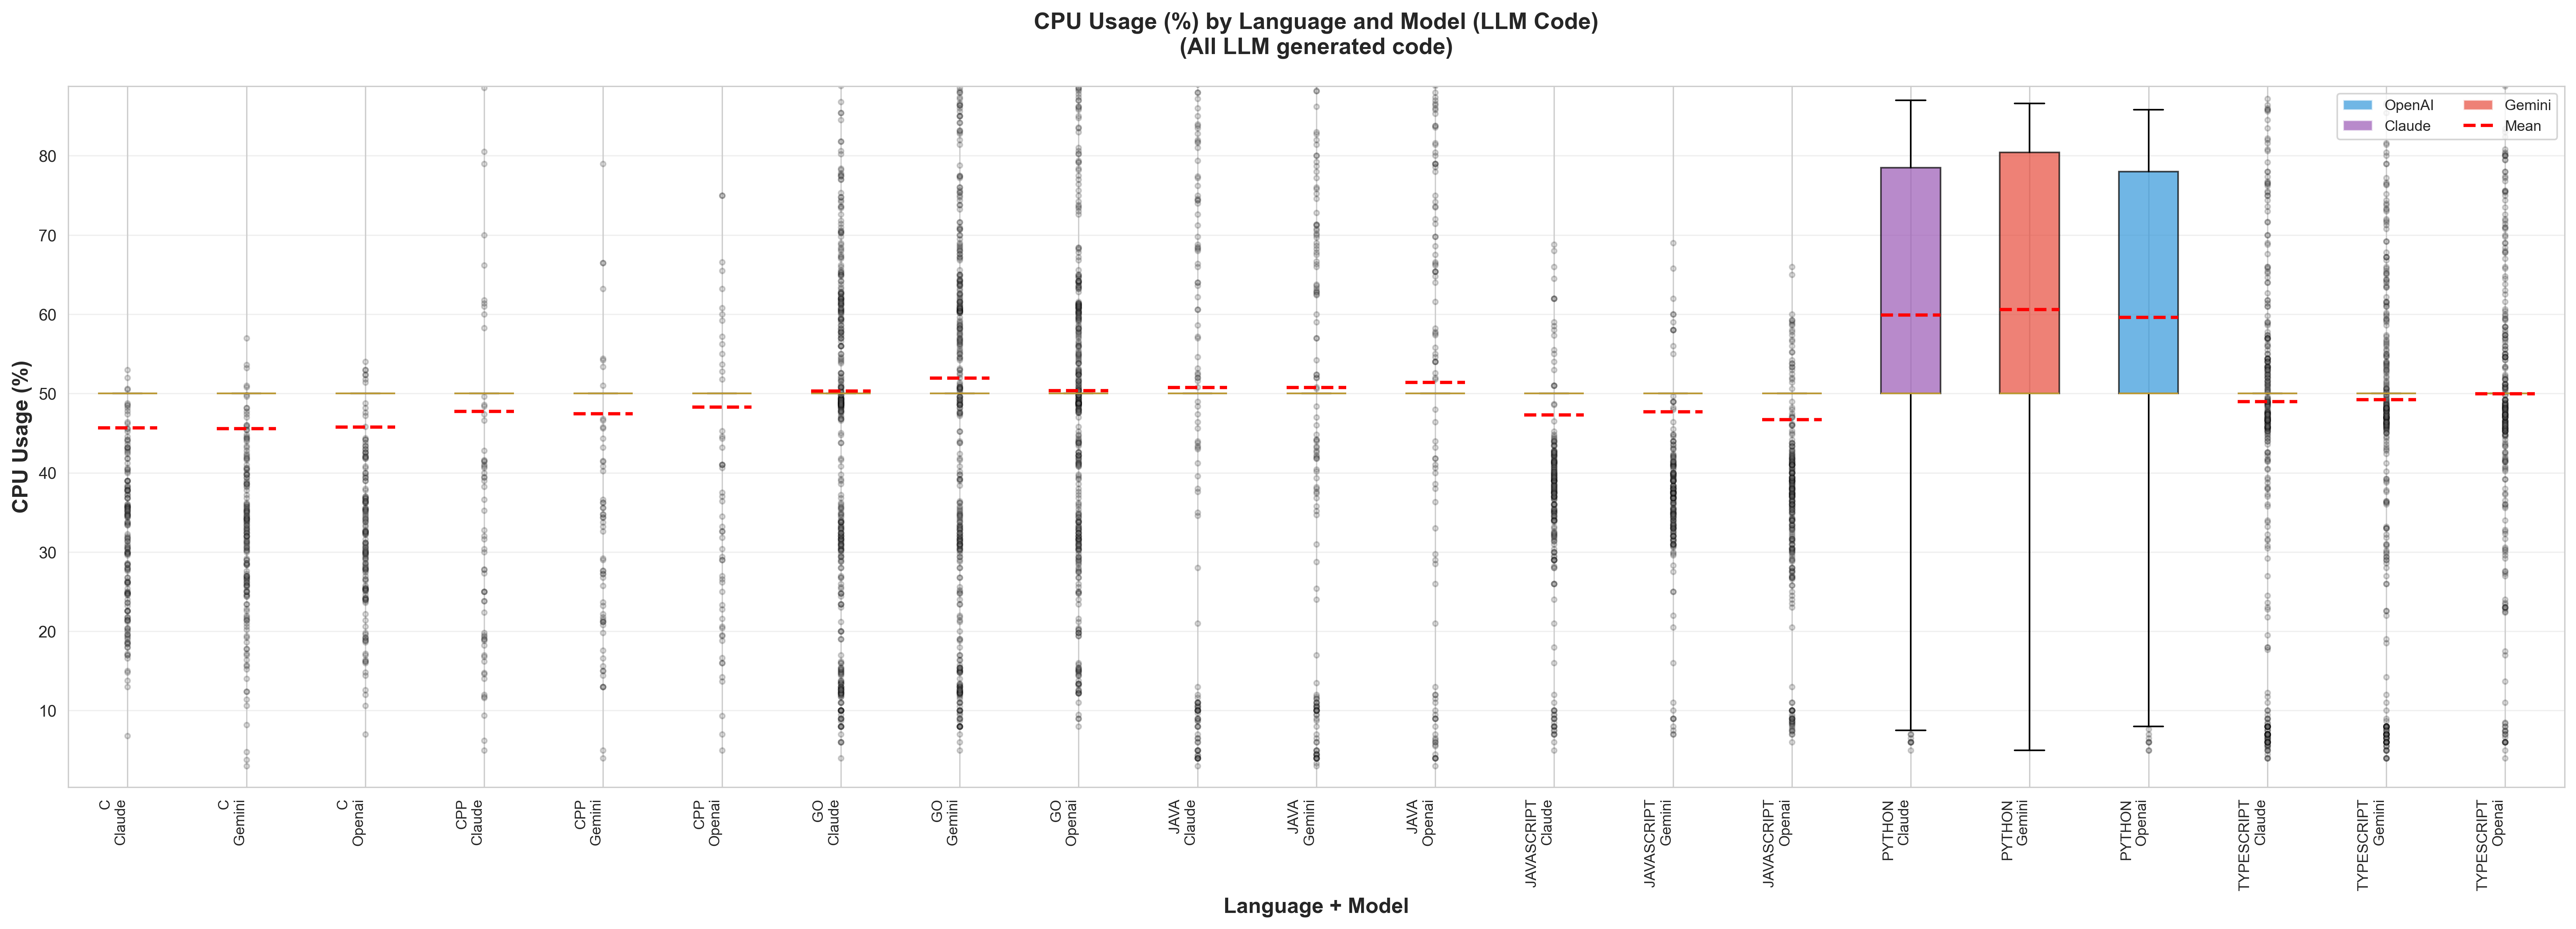 CPU Usage (%) by Language and Model (LLM Code)
(All LLM generated code)
OpenAI
Claude
Gemini
Mean
CPU Usage (%)
80
70
60
50
40
30
20
10
C
Claude
C
Gemini
C
Openai
CPP
Claude
CPP
Gemini
CPP
Openai
GO
Claude
GO
Gemini
GO
Openai
JAVA
Claude
JAVA
Gemini
JAVA
Openai
JAVASCRIPT
Claude
JAVASCRIPT
Gemini
JAVASCRIPT
Openai
PYTHON
Claude
PYTHON
Gemini
PYTHON
Openai
TYPESCRIPT
Claude
TYPESCRIPT
Gemini
TYPESCRIPT
Openai
Language + Model